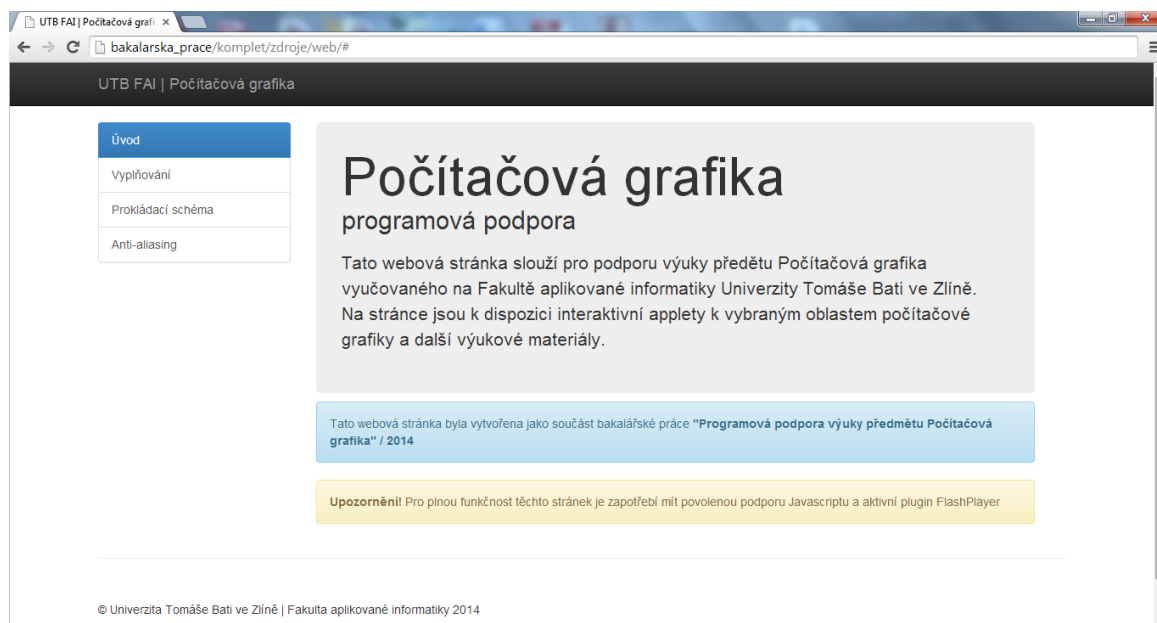 UTB FAI | Počítačová grafi
bakalarska_prace/komplet/zdroje/web/#
UTB FAI | Počítačová grafika
Úvod
Vyplňování
Prokládací schéma
Anti-aliasing
Počítačová grafika
programová podpora
Tato webová stránka slouží pro podporu výuky předětu Počítačová grafika
vyučovaného na Fakultě aplikované informatiky Univerzity Tomáše Bati ve Zlíně.
Na stránce jsou k dispozici interaktivní applety k vybraným oblastem počítačové
grafiky a další výukové materiály.
Tato webová stránka byla vytvořena jako součást bakalářské práce "Programová podpora výuky předmětu Počítačová
grafika" / 2014
Upozornění! Pro plnou funkčnost těchto stránek je zapotřebí mít povolenou podporu Javascriptu a aktivní plugin FlashPlayer
© Univerzita Tomáše Bati ve Zlíně | Fakulta aplikované informatiky 2014